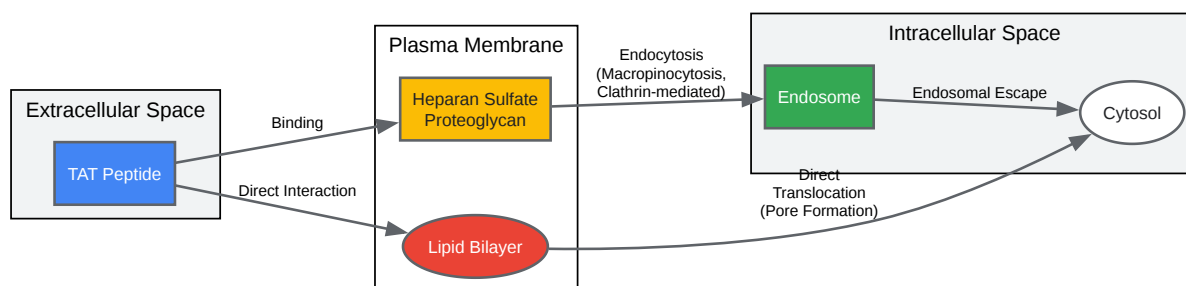 Extracellular Space
TAT Peptide
Binding
Direct Interaction
Plasma Membrane
Heparan Sulfate
Proteoglycan
Lipid Bilayer
Endocytosis
(Macropinocytosis,
Clathrin-mediated)
Direct
Translocation
(Pore Formation)
Intracellular Space
Endosome
Endosomal Escape
Cytosol